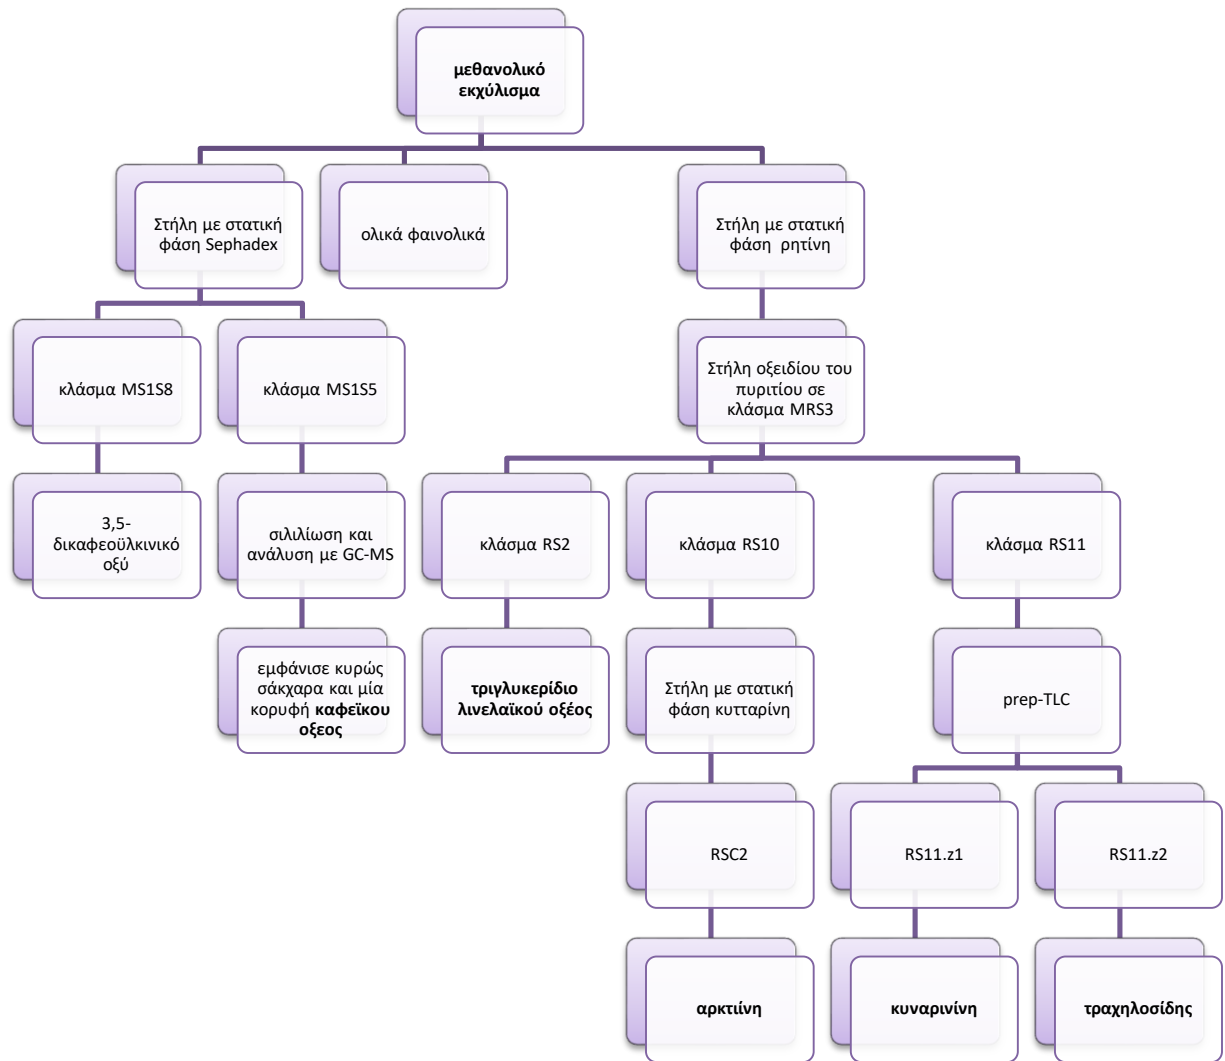 μεθανολικό
εκχύλισμα
Στήλη με στατική
φάση Sephadex
ολικά φαινολικά
Στήλη με στατική
φάση ρητίνη
κλάσμα MS1S8
κλάσμα MS1S5
Στήλη οξειδίου του
πυριτίου σε
κλάσμα MRS3
3,5-
δικαφεοϋλκινικό
οξύ
σιλιλίωση και
ανάλυση με GC-MS
κλάσμα RS2
κλάσμα RS10
κλάσμα RS11
εμφάνισε κυρώς
σάκχαρα και μία
κορυφή καφεϊκου
οξεος
τριγλυκερίδιο
λινελαϊκού οξέος
Στήλη με στατική
φάση κυτταρίνη
prep-TLC
RSC2
RS11.z1
RS11.z2
αρκτιίνη
κυναρινίνη
τραχηλοσίδης